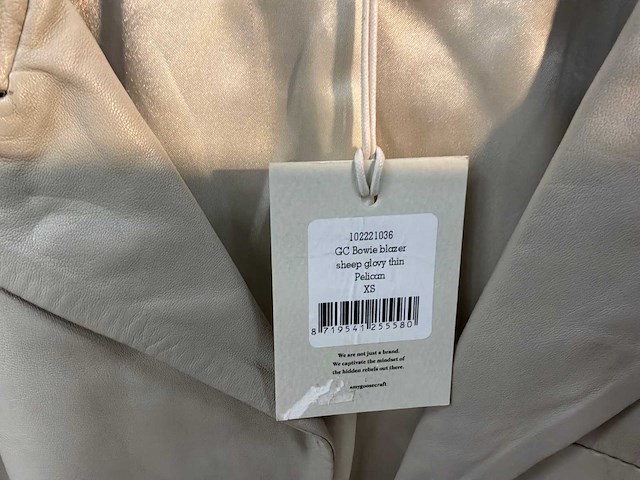 102221036
GC Bowie blazer
sheep glovy thin
Pelican
XS
8 719541 255580
We are not just a brand.
We captivate the mindset of
the hidden rebels out there.